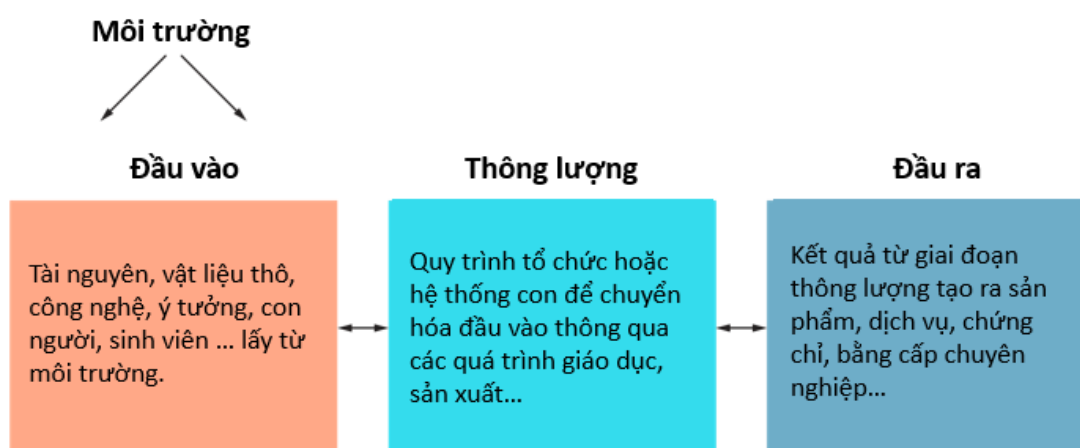 Môi trường
Đầu vào
Thông lượng
Đầu ra
Tài nguyên, vật liệu thô,
công nghệ, ý tưởng, con
người, sinh viên ... lấy từ
môi trường.
Quy trình tổ chức hoặc
hệ thống con để chuyển
hóa đầu vào thông qua
các quá trình giáo dục,
sản xuất...
Kết quả từ giai đoạn
thông lượng tạo ra sản
phẩm, dịch vụ, chứng
chỉ, bằng cấp chuyên
nghiệp...